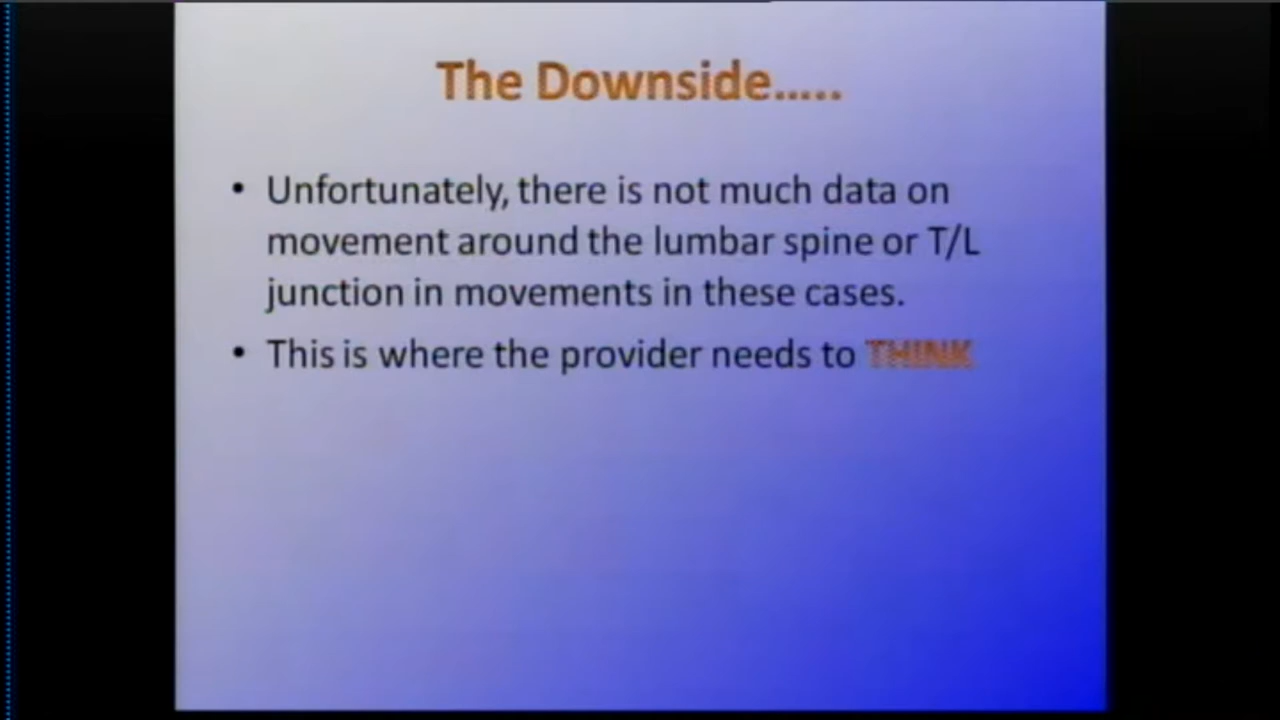 The Downside.....
• Unfortunately, there is not much data on
movement around the lumbar spine or T/L
junction in movements in these cases.
• This is where the provider needs to THINK